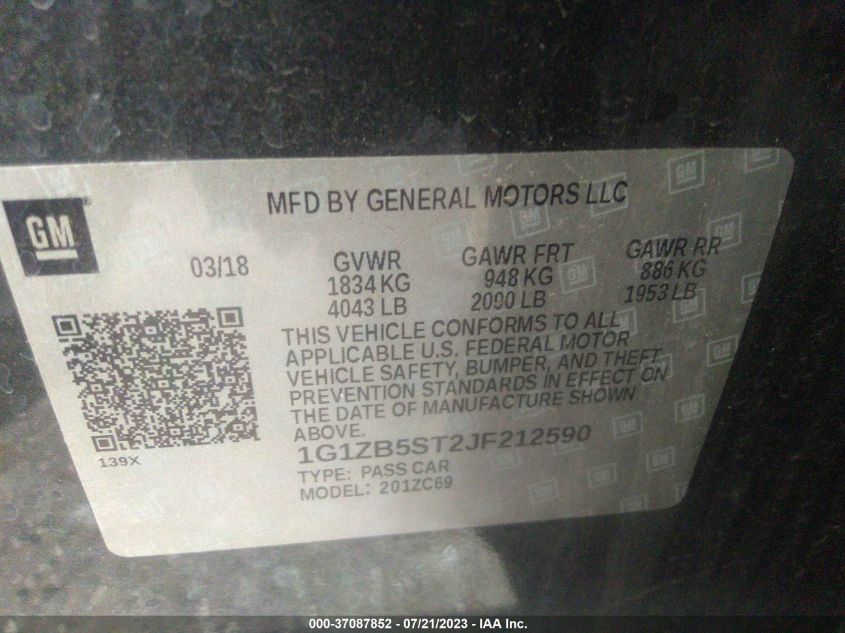 MFD BY GENERAL MOTORS LLC
GM
03/18
GVWR
1834 KG
4043 LB
GAWR FRT
948 KG
2090 LB
GAWR RR
886 KG
1953 LB
THIS VEHICLE CONFORMS TO ALL
APPLICABLE U.S. FEDERAL MOTOR
VEHICLE SAFETY, BUMPER, AND THEFT
PREVENTION STANDARDS IN EFFECT ON
THE DATE OF MANUFACTURE SHOWN
ABOVE.
1G1ZB5ST2JF212590
TYPE: PASS CAR
MODEL: 201ZC69
139X
000-37087852 - 07/21/2023 - IAA Inc.